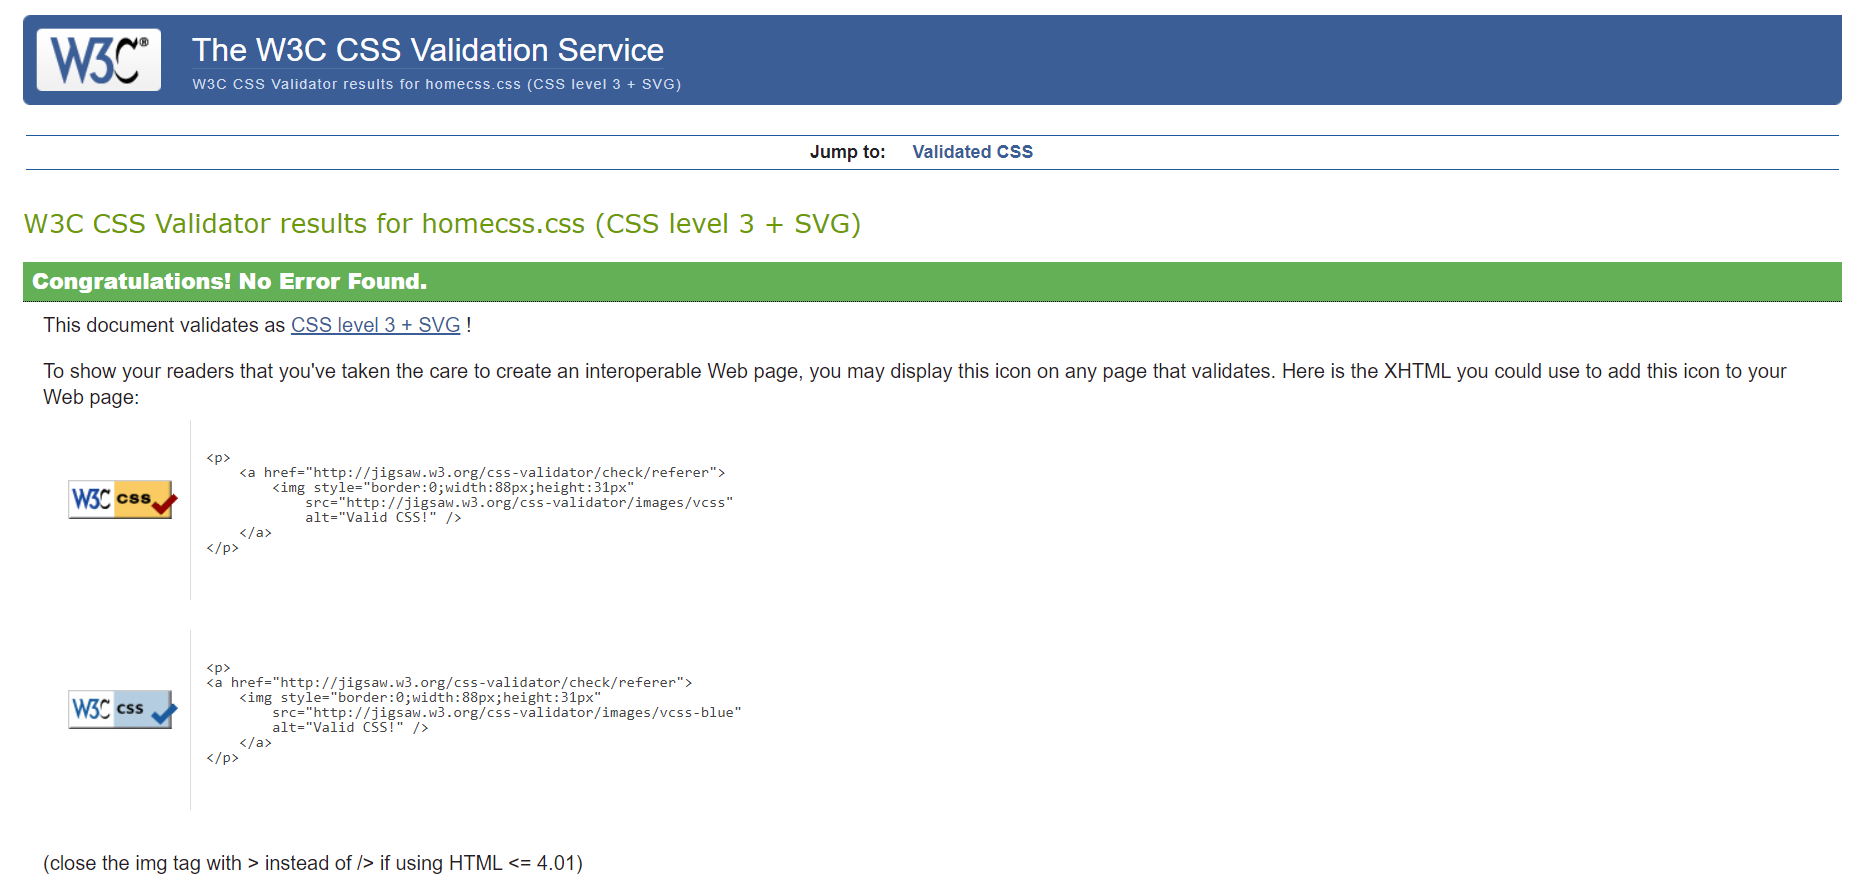 W3C®
The W3C CSS Validation Service
W3C CSS Validator results for homecss.css (CSS level 3 + SVG)
Jump to: Validated CSS
W3C CSS Validator results for homecss.css (CSS level 3 + SVG)
Congratulations! No Error Found.
This document validates as CSS level 3 + SVG !
To show your readers that you've taken the care to create an interoperable Web page, you may display this icon on any page that validates. Here is the XHTML you could use to add this icon to your
Web page:
W3C css
<p>
    <a href="http://jigsaw.w3.org/css-validator/check/referer">
        <img style="border:0;width:88px;height:31px"
            src="http://jigsaw.w3.org/css-validator/images/vcss"
            alt="Valid CSS!" />
    </a>
</p>
W3C css
<p>
<a href="http://jigsaw.w3.org/css-validator/check/referer">
    <img style="border:0;width:88px;height:31px"
        src="http://jigsaw.w3.org/css-validator/images/vcss-blue"
        alt="Valid CSS!" />
    </a>
</p>
(close the img tag with > instead of /> if using HTML <= 4.01)